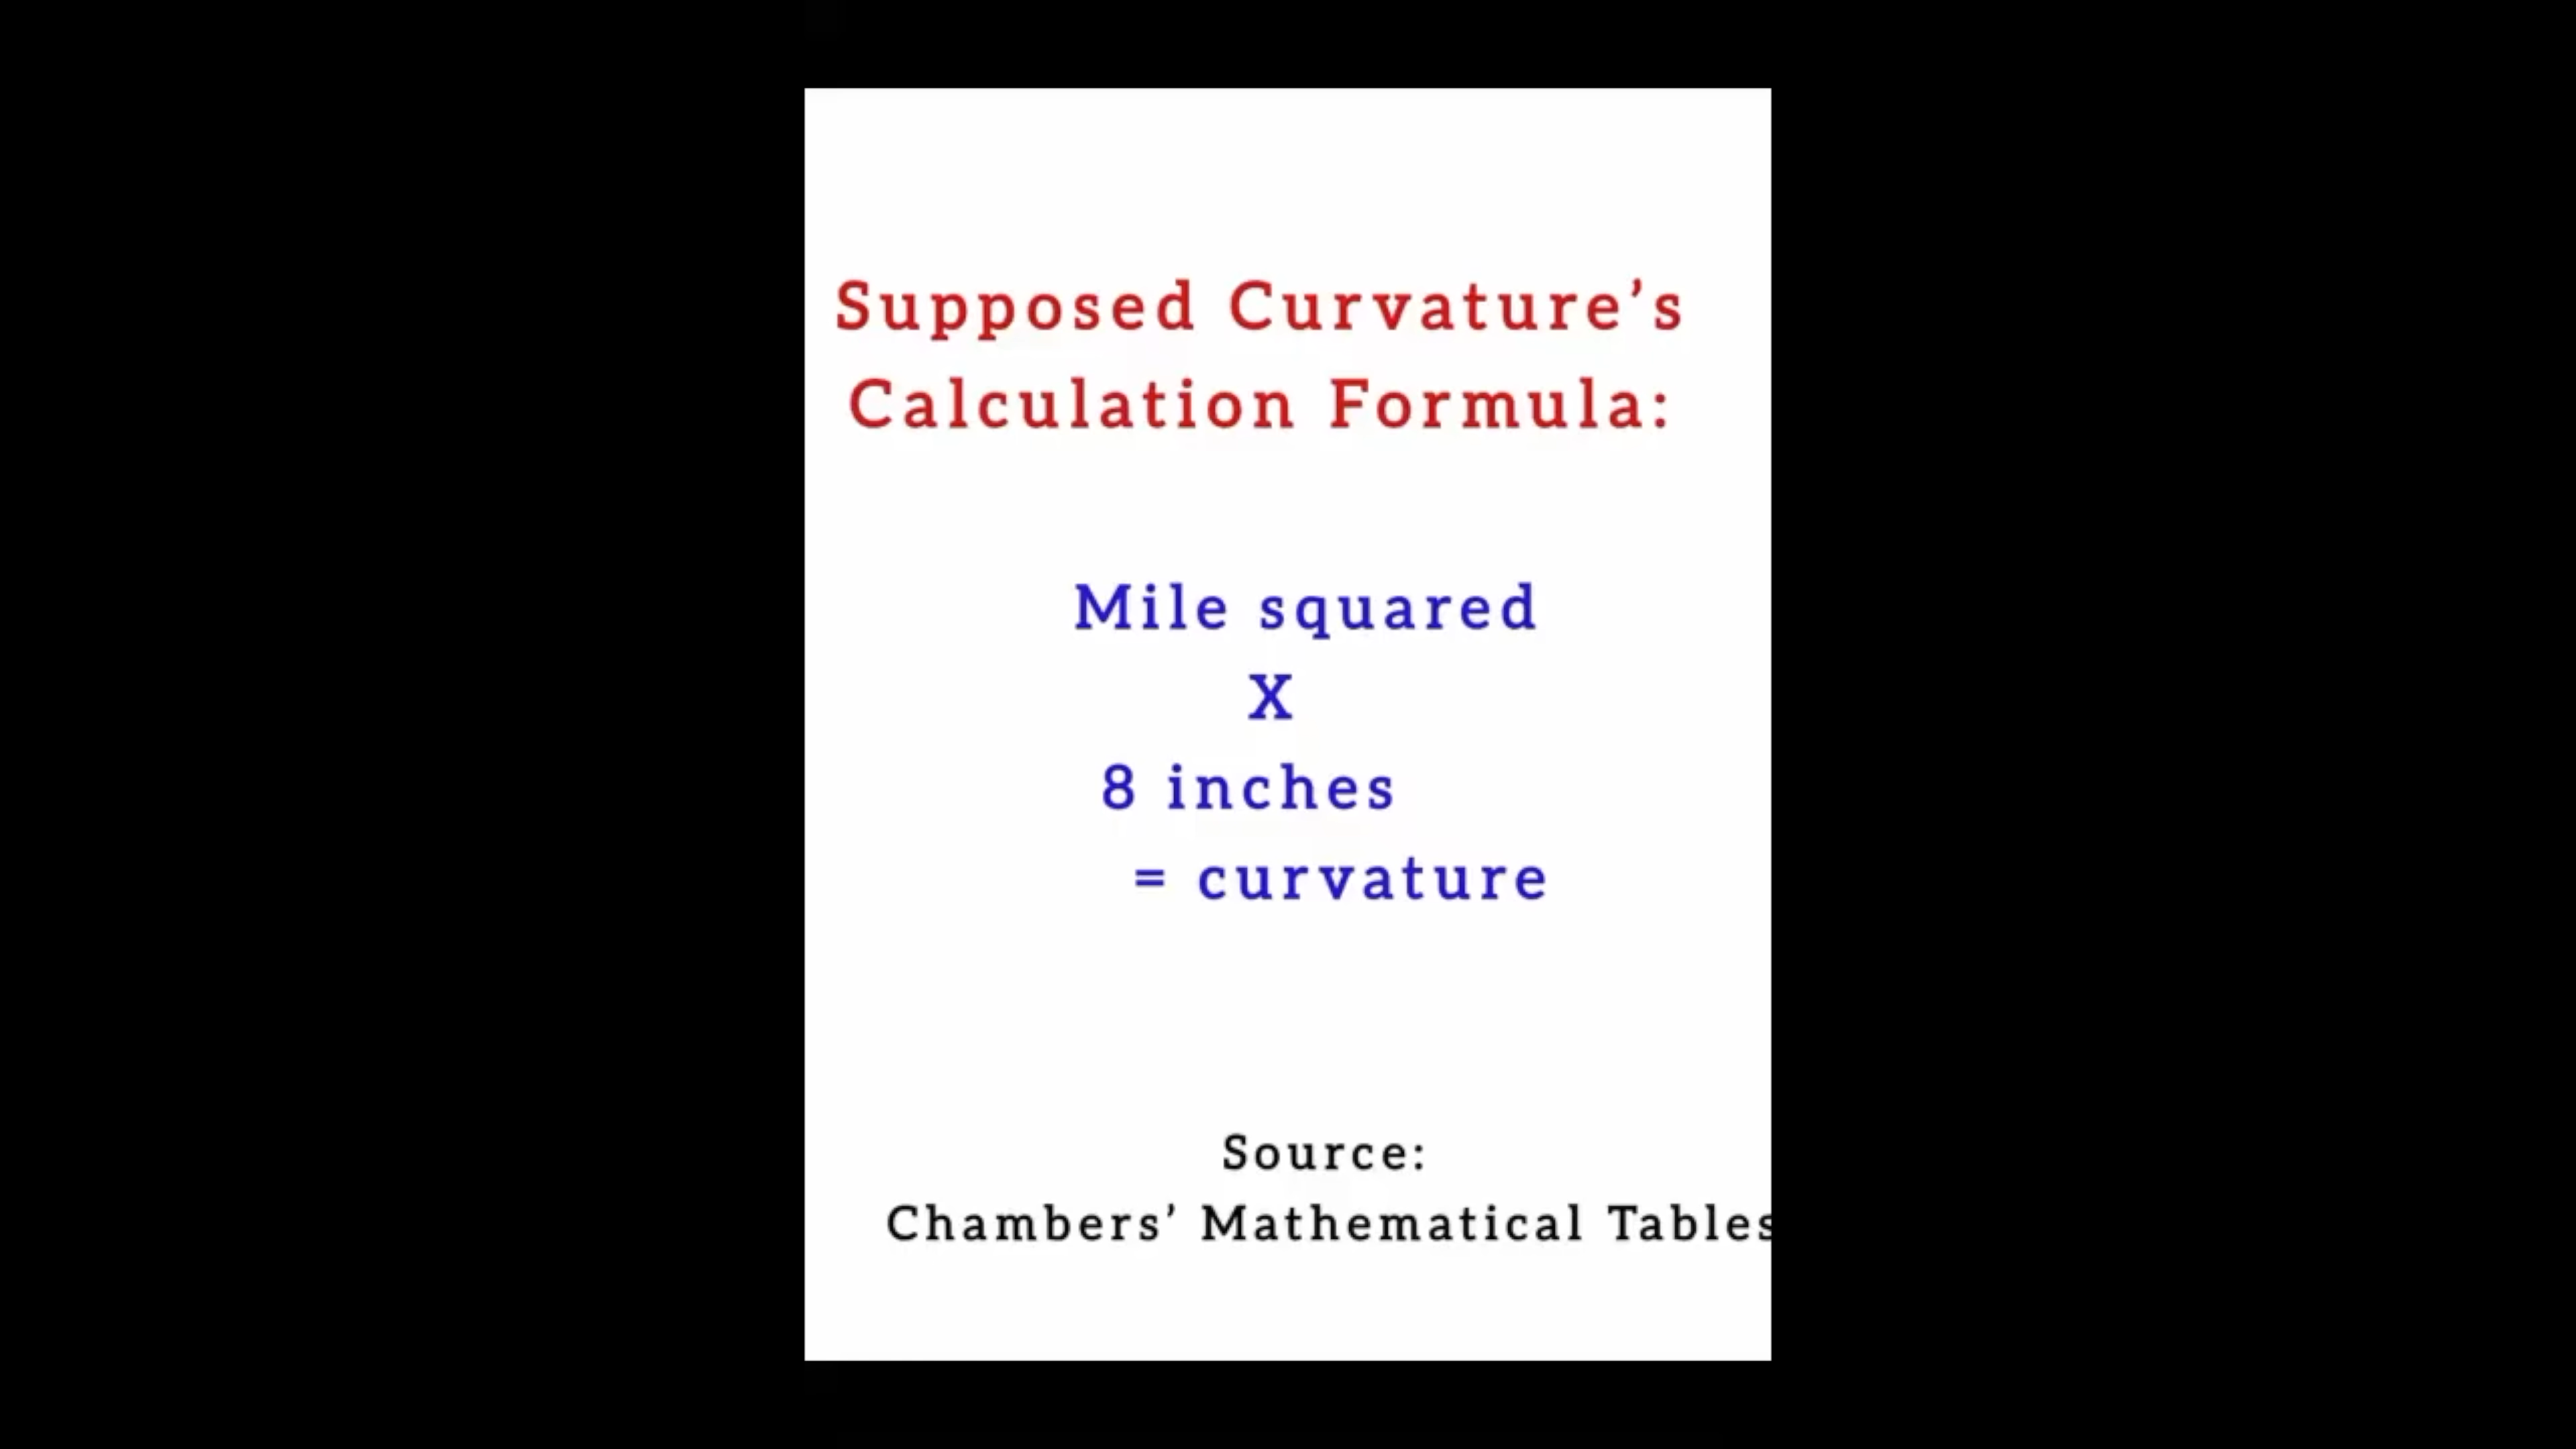 Supposed Curvature’s
Calculation Formula:
Mile squared
X
8 inches
= curvature
Source:
Chambers’ Mathematical Tables